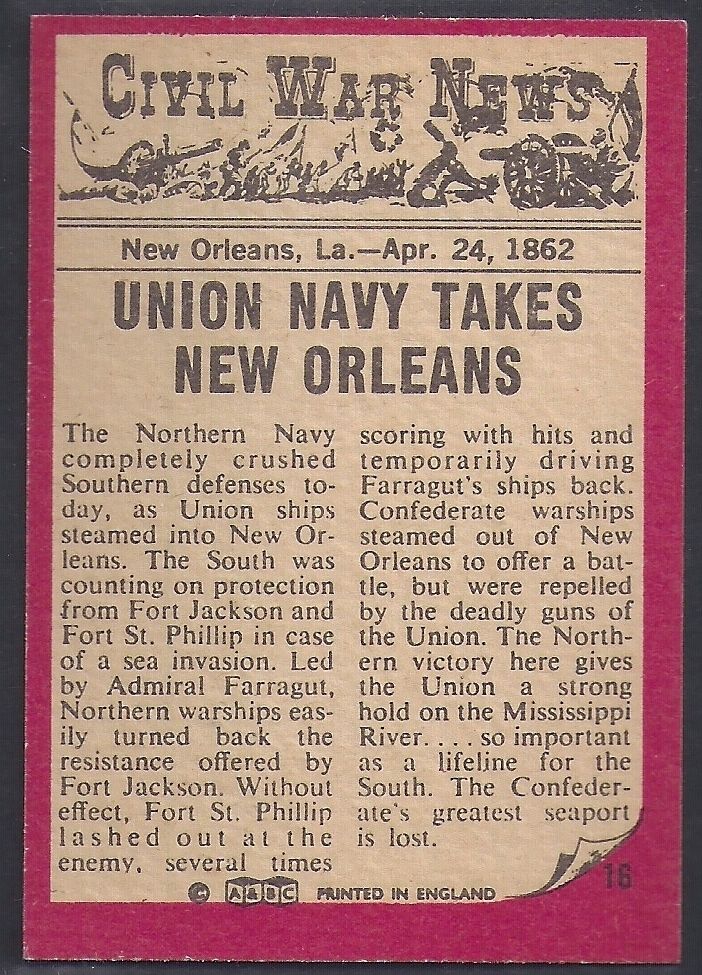 CIVIL WAR NEWS
New Orleans, La.—Apr. 24, 1862
UNION NAVY TAKES
NEW ORLEANS
The Northern Navy
completely crushed
Southern defenses to-
day, as Union ships
steamed into New Or-
leans. The South was
counting on protection
from Fort Jackson and
Fort St. Phillip in case
of a sea invasion. Led
by Admiral Farragut,
Northern warships eas-
ily turned back the
resistance offered by
Fort Jackson. Without
effect, Fort St. Phillip
lashed out at the
enemy, several times
scoring with hits and
temporarily driving
Farragut's ships back.
Confederate warships
steamed out of New
Orleans to offer a bat-
tle, but were repelled
by the deadly guns of
the Union. The North-
ern victory here gives
the Union a strong
hold on the Mississippi
River.... so important
as a lifeline for the
South. The Confeder-
ate's greatest seaport
is lost.
16
© A&BC PRINTED IN ENGLAND